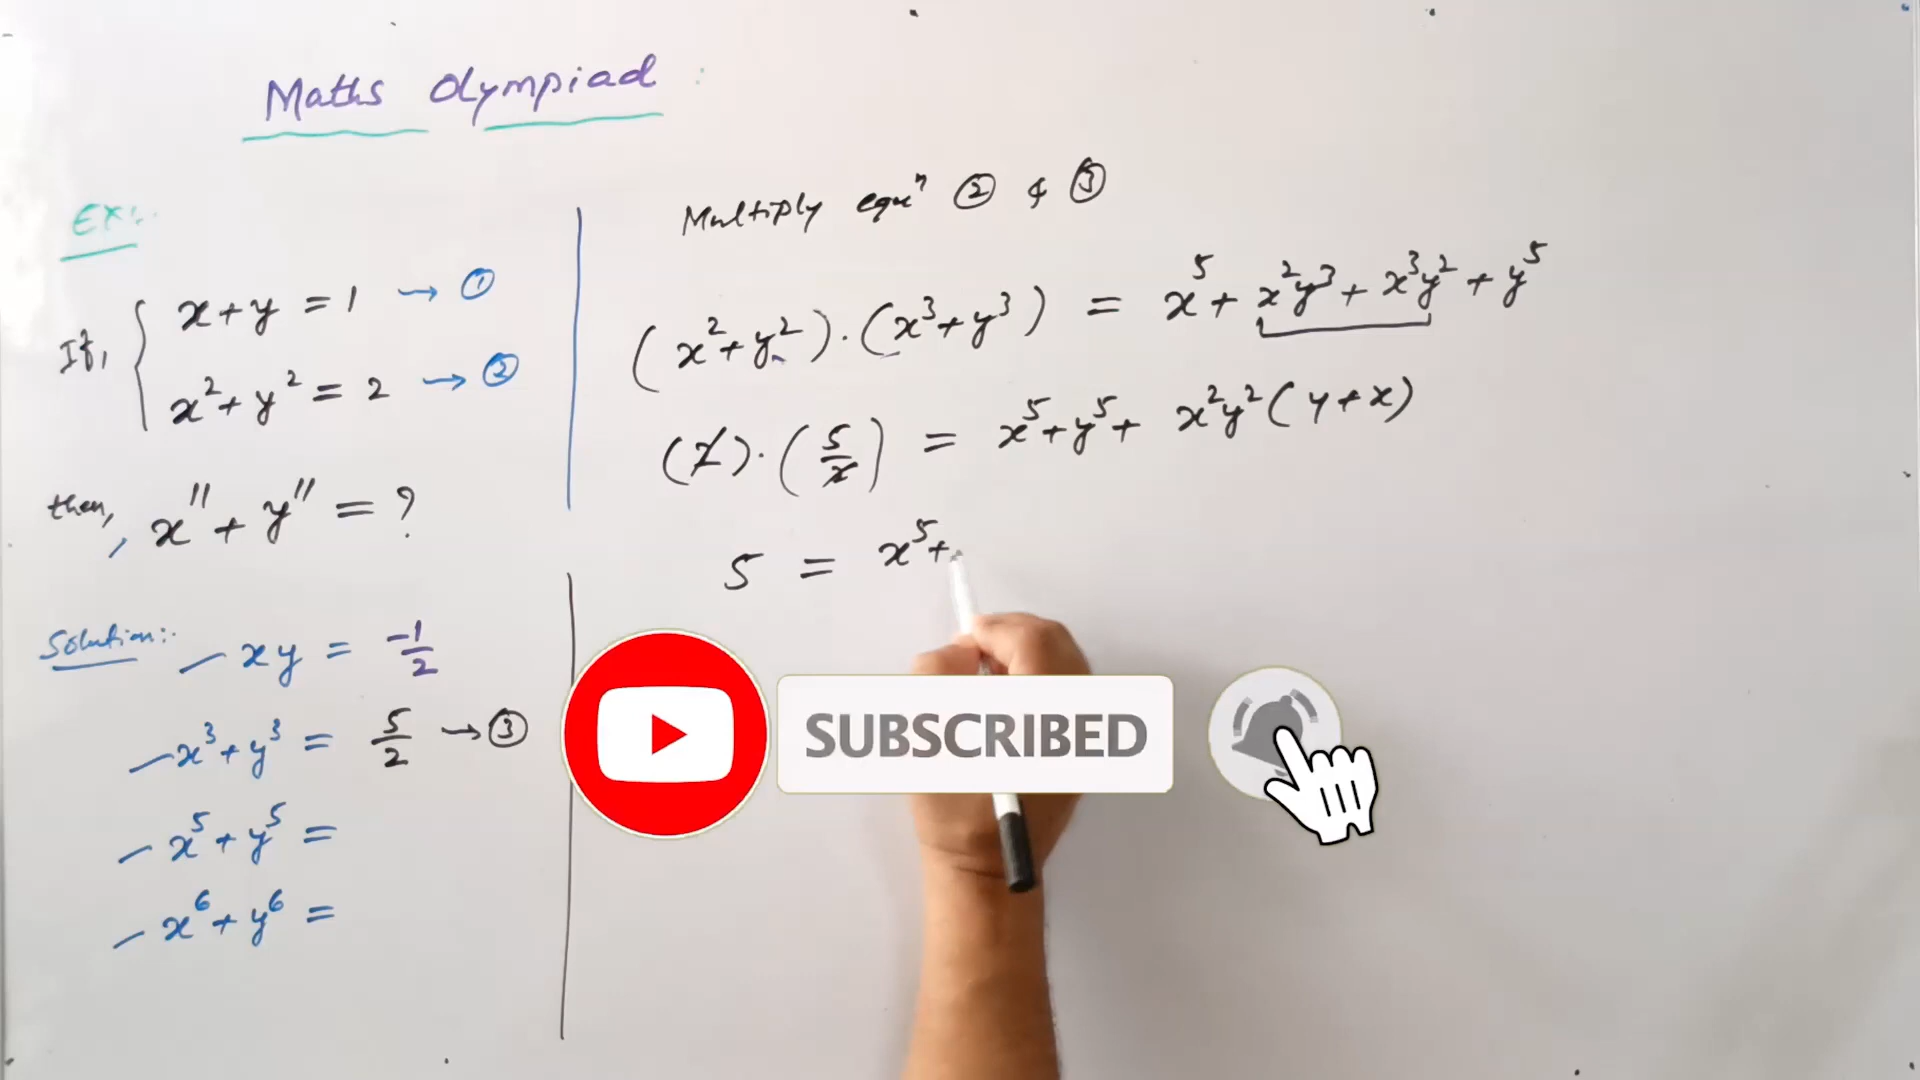 Maths Olympiad :
EX:-
If, { x+y = 1 → ①
x²+y² = 2 → ②
then, x¹¹ + y¹¹ = ?
Solution:-
– xy = -1/2
– x³+y³ = 5/2 → ③
– x⁵+y⁵ =
– x⁶+y⁶ =
Multiply equⁿ ② & ③
(x²+y²)·(x³+y³) = x⁵+x²y³+x³y²+y⁵
(2)·(5/2) = x⁵+y⁵+ x²y²(y+x)
5 = x⁵+
SUBSCRIBED